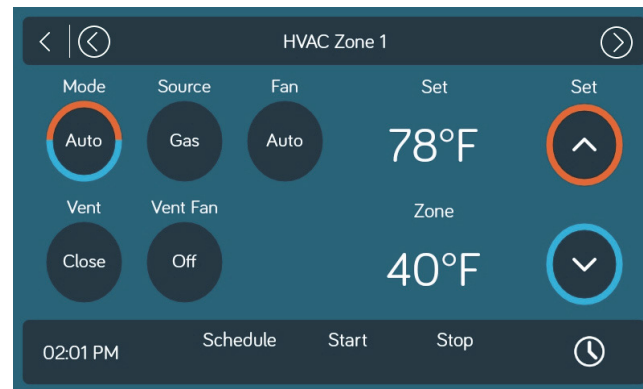 HVAC Zone 1
Mode Source Fan Set Set
Auto Gas Auto 78°F
Vent Vent Fan Zone
Close Off 40°F
02:01 PM Schedule Start Stop